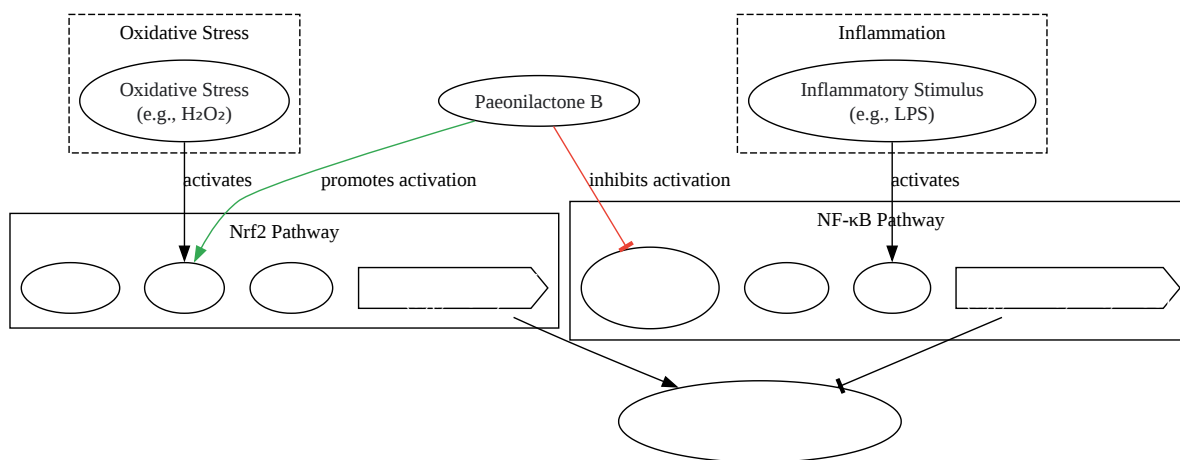 Oxidative Stress
Inflammation
Oxidative Stress
(e.g., H₂O₂)
Paeonilactone B
Inflammatory Stimulus
(e.g., LPS)
activates
promotes activation
inhibits activation
activates
Nrf2 Pathway
NF-κB Pathway